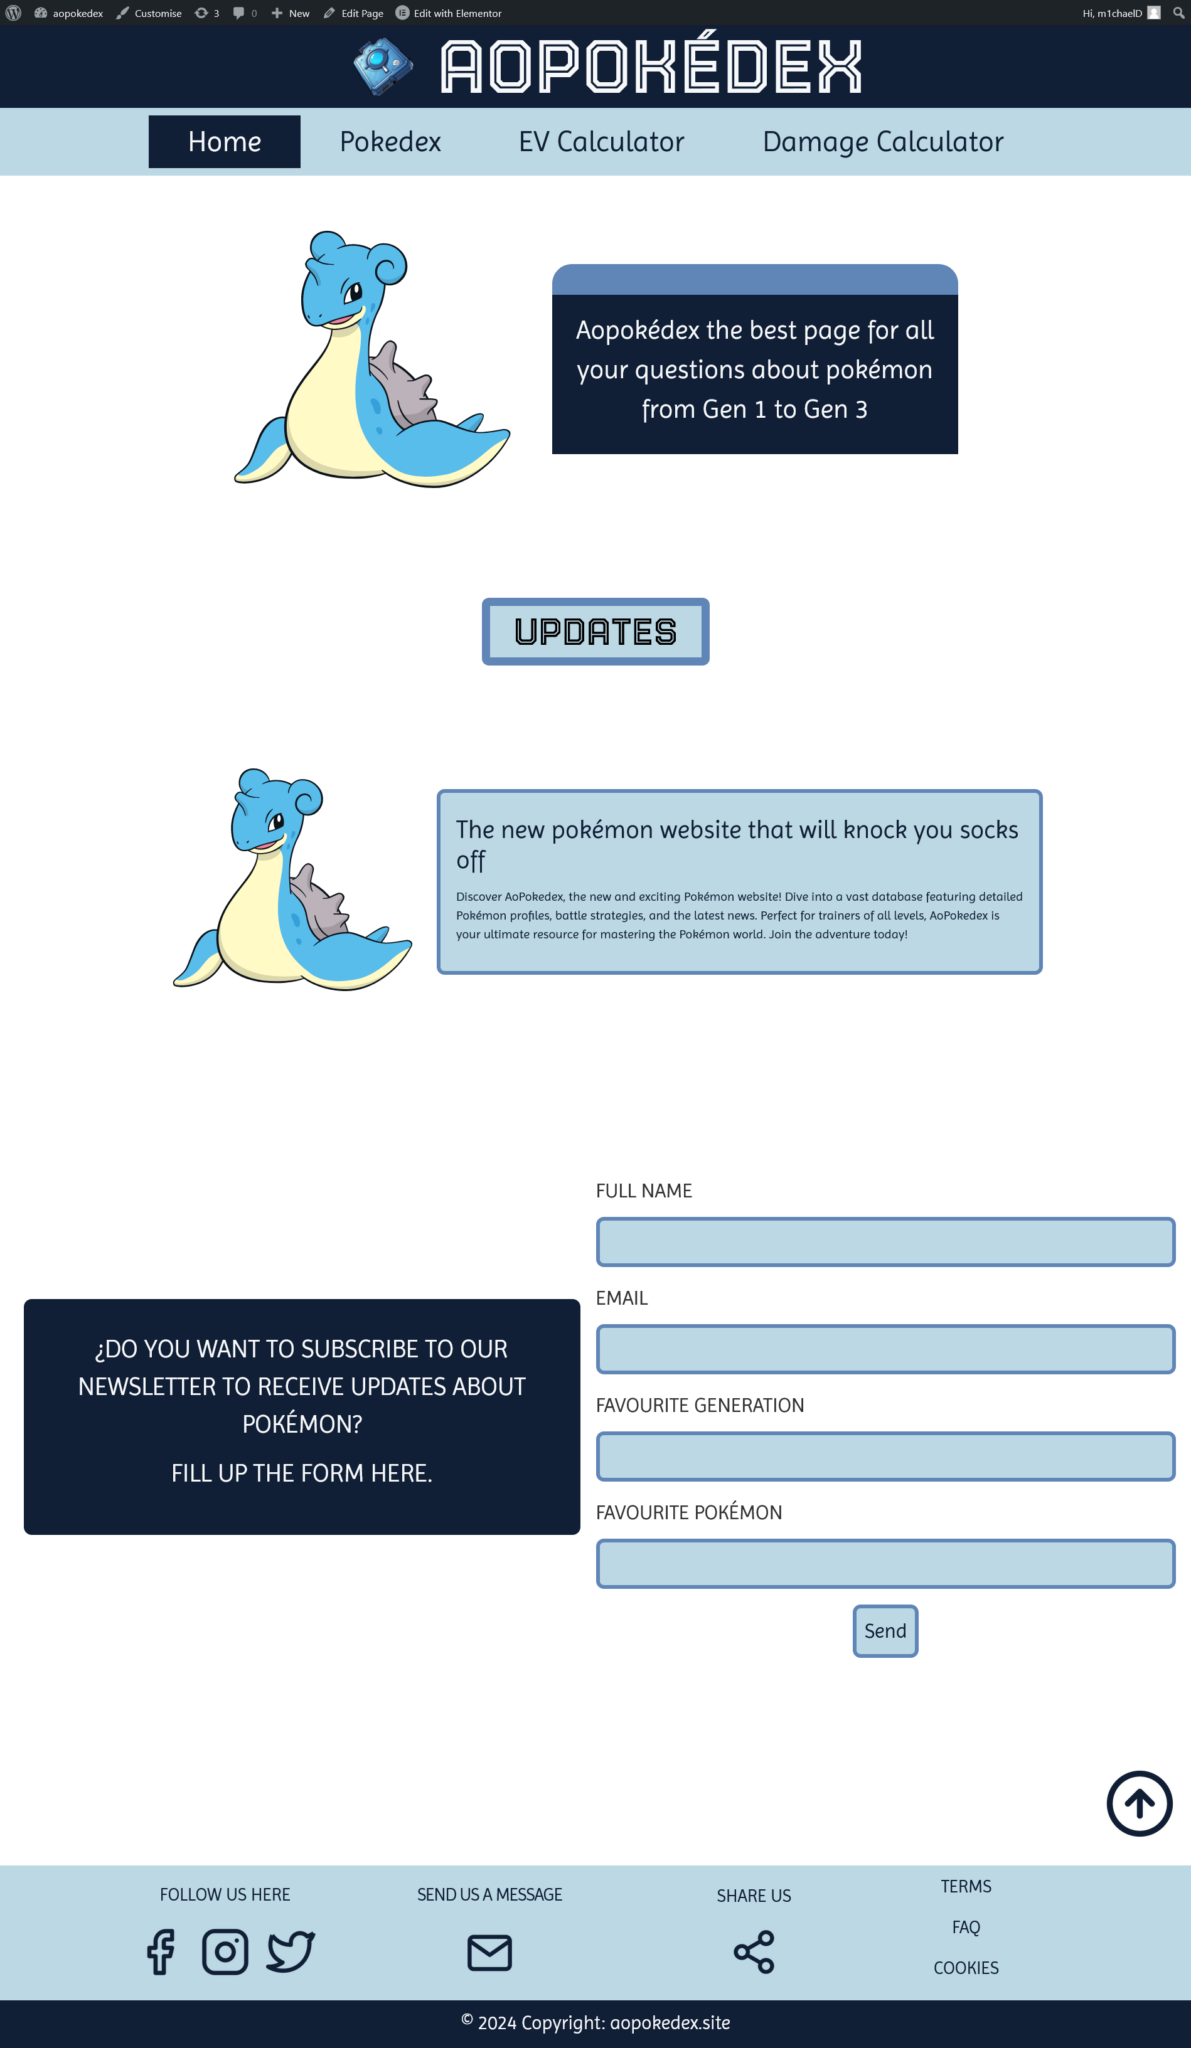 aopokedex Customise 3 0 New Edit Page Edit with Elementor Hi, m1chaelD
AOPOKÉDEX
Home Pokedex EV Calculator Damage Calculator
Aopokédex the best page for all
your questions about pokémon
from Gen 1 to Gen 3
UPDATES
The new pokémon website that will knock you socks
off
Discover AoPokedex, the new and exciting Pokémon website! Dive into a vast database featuring detailed
Pokémon profiles, battle strategies, and the latest news. Perfect for trainers of all levels, AoPokedex is
your ultimate resource for mastering the Pokémon world. Join the adventure today!
¿DO YOU WANT TO SUBSCRIBE TO OUR
NEWSLETTER TO RECEIVE UPDATES ABOUT
POKÉMON?
FILL UP THE FORM HERE.
FULL NAME
EMAIL
FAVOURITE GENERATION
FAVOURITE POKÉMON
Send
FOLLOW US HERE
SEND US A MESSAGE
SHARE US
TERMS
FAQ
COOKIES
© 2024 Copyright: aopokedex.site